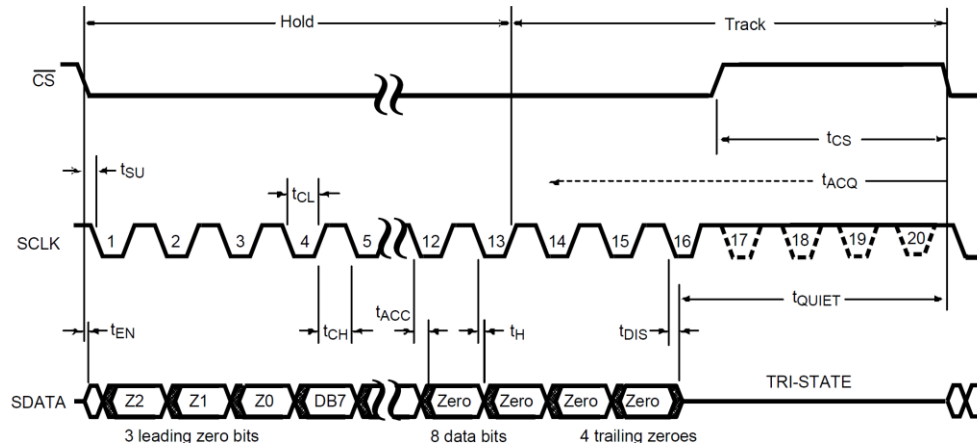 Hold Track
CS
tCS
tSU
tCL
tACQ
SCLK 1 2 3 4 5 12 13 14 15 16 17 18 19 20
tQUIET
tEN tCH tACC tH tDIS
TRI-STATE
SDATA Z2 Z1 Z0 DB7 Zero Zero Zero Zero
3 leading zero bits 8 data bits 4 trailing zeroes